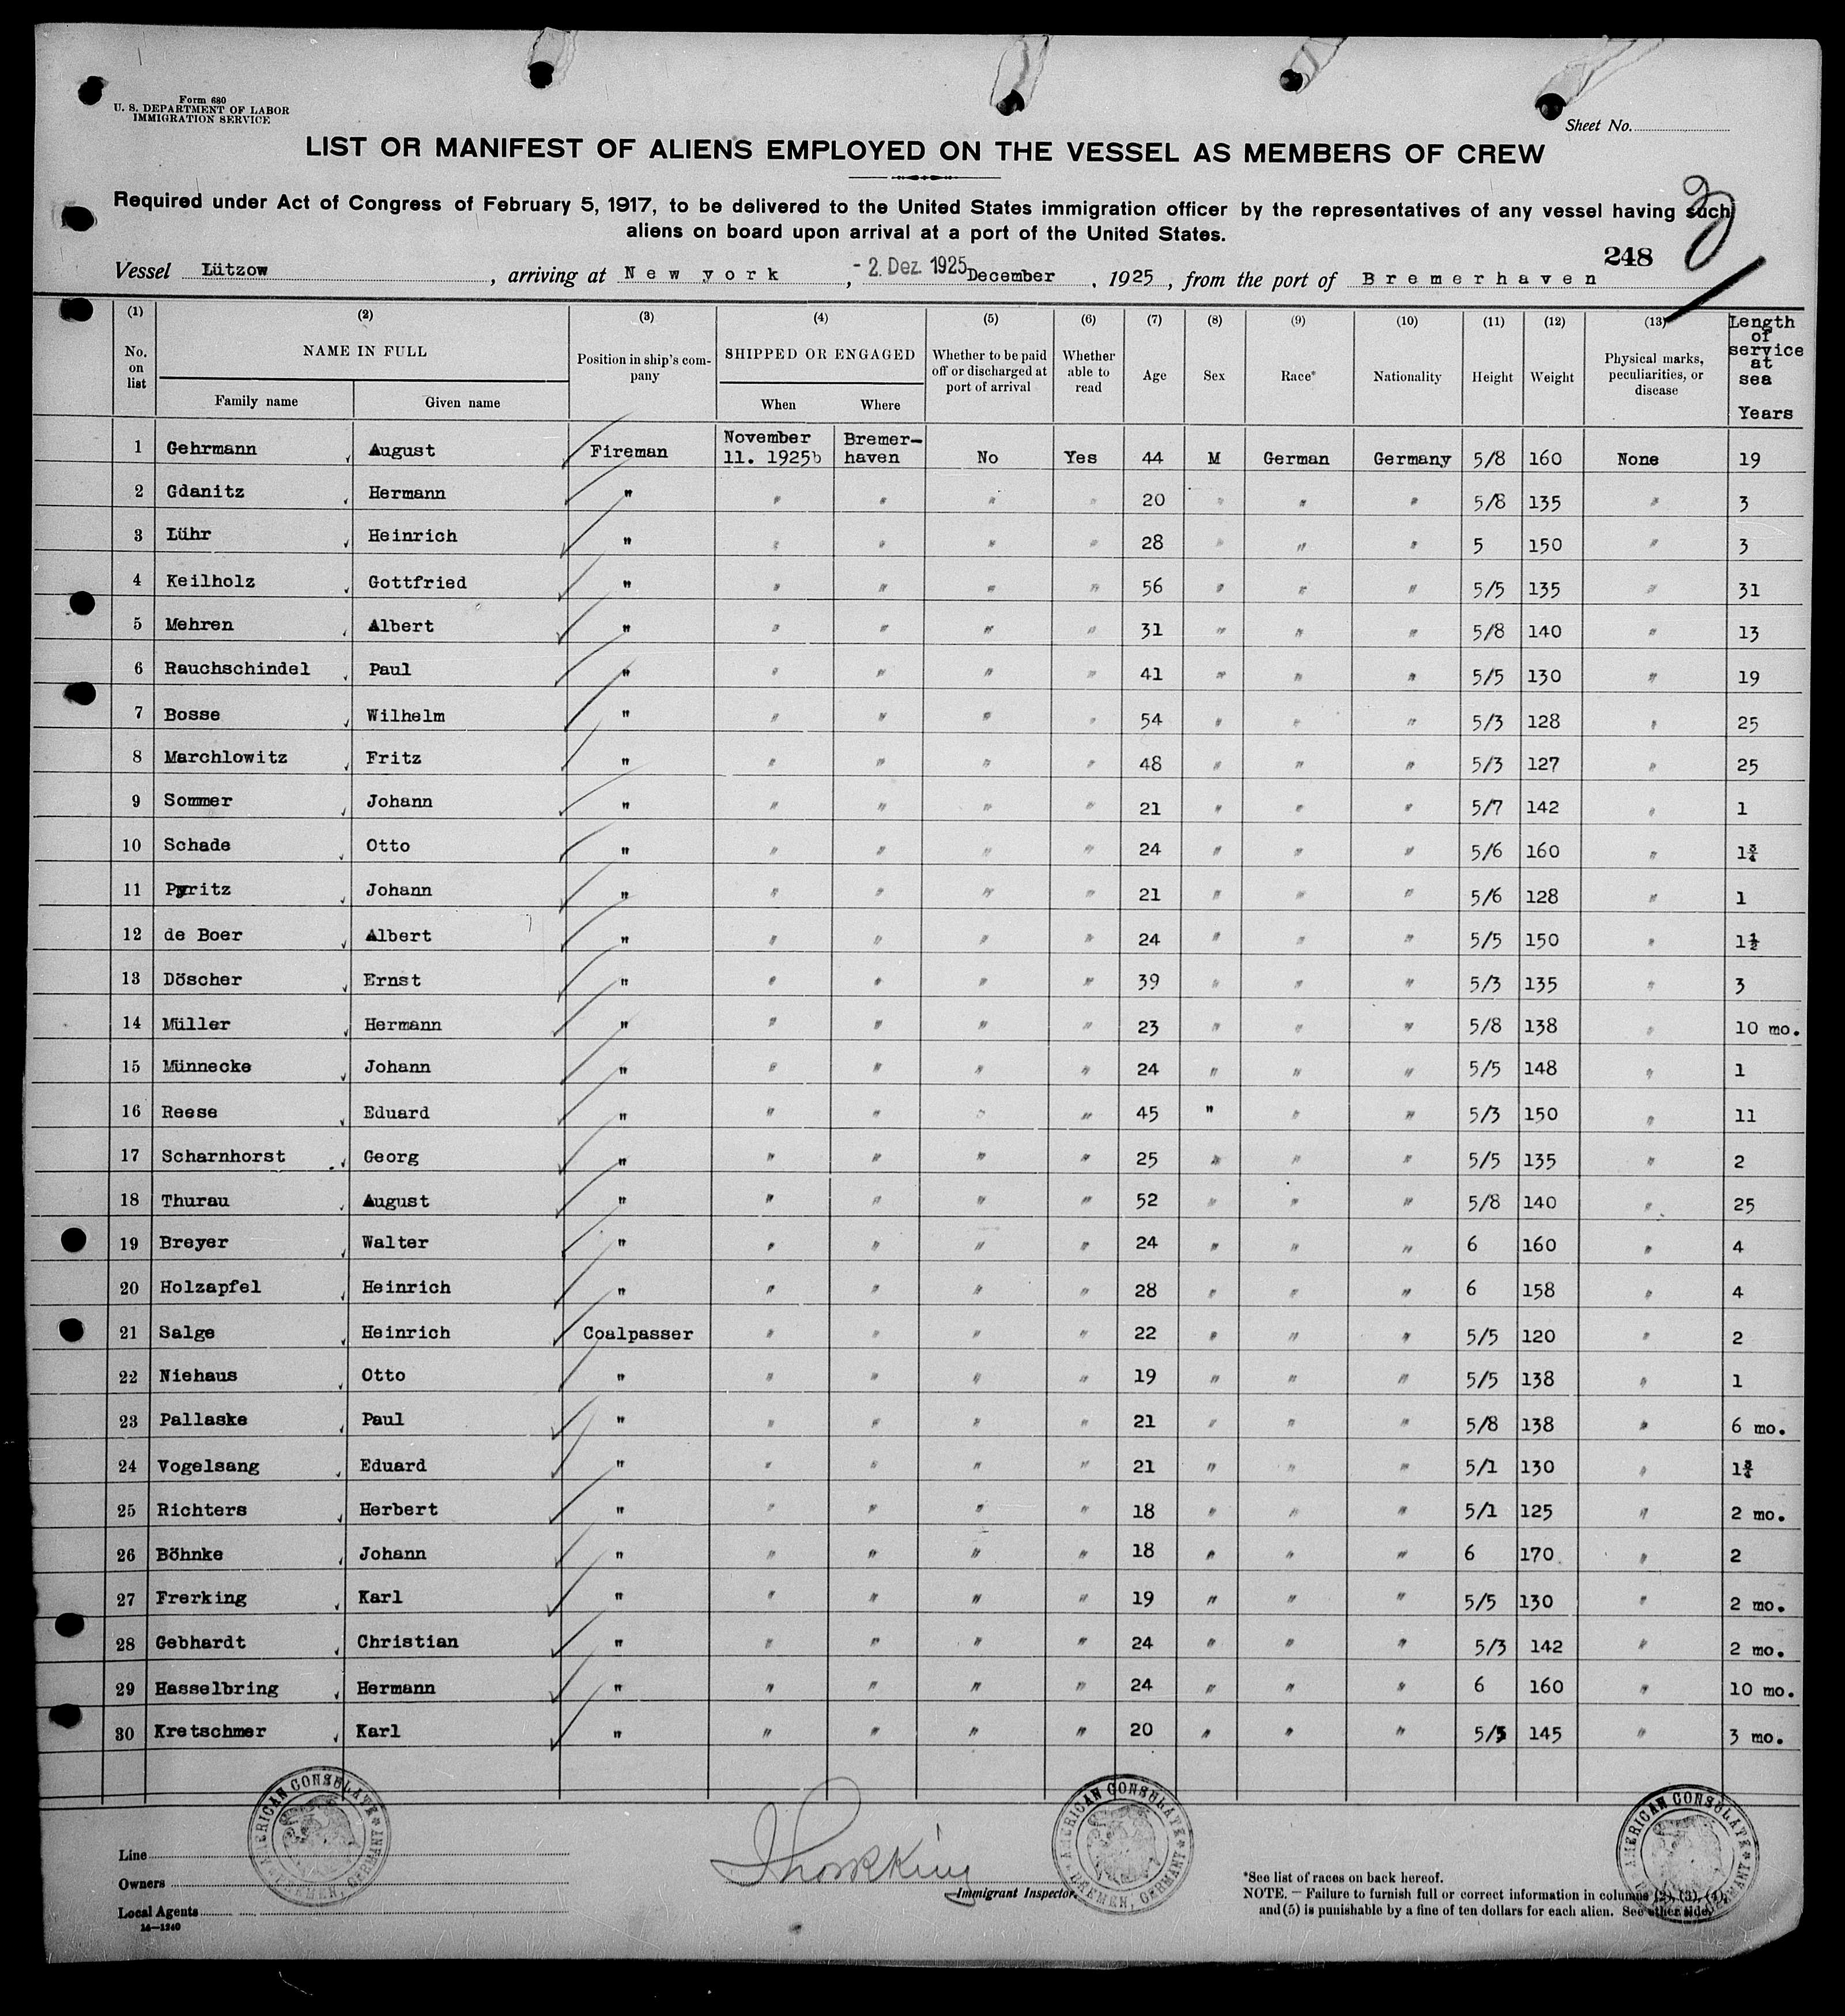 Form 680
U. S. DEPARTMENT OF LABOR
IMMIGRATION SERVICE
Sheet No.
LIST OR MANIFEST OF ALIENS EMPLOYED ON THE VESSEL AS MEMBERS OF CREW
Required under Act of Congress of February 5, 1917, to be delivered to the United States immigration officer by the representatives of any vessel having such
aliens on board upon arrival at a port of the United States.
248
Vessel Lützow, arriving at New york, - 2. Dez. 1925 December, 1925, from the port of Bremerhaven
(1) (2) (3) (4) (5) (6) (7) (8) (9) (10) (11) (12) (13) Length of service at sea Years
No. on list NAME IN FULL Family name Given name Position in ship's company SHIPPED OR ENGAGED When Where Whether to be paid off or discharged at port of arrival Whether able to read Age Sex Race* Nationality Height Weight Physical marks, peculiarities, or disease
1 Gehrmann August Fireman November 11. 1925 Bremerhaven No Yes 44 M German Germany 5/8 160 None 19
2 Gdanitz Hermann " " " " " 20 " " " 5/8 135 " 3
3 Lühr Heinrich " " " " " 28 " " " 5 150 " 3
4 Keilholz Gottfried " " " " " 56 " " " 5/5 135 " 31
5 Mehren Albert " " " " " 31 " " " 5/8 140 " 13
6 Rauchschindel Paul " " " " " 41 " " " 5/5 130 " 19
7 Bosse Wilhelm " " " " " 54 " " " 5/3 128 " 25
8 Marchlowitz Fritz " " " " " 48 " " " 5/3 127 " 25
9 Sommer Johann " " " " " 21 " " " 5/7 142 " 1
10 Schade Otto " " " " " 24 " " " 5/6 160 " 1¾
11 Pyritz Johann " " " " " 21 " " " 5/6 128 " 1
12 de Boer Albert " " " " " 24 " " " 5/5 150 " 1½
13 Döscher Ernst " " " " " 39 " " " 5/3 135 " 3
14 Müller Hermann " " " " " 23 " " " 5/8 138 " 10 mo.
15 Münnecke Johann " " " " " 24 " " " 5/5 148 " 1
16 Reese Eduard " " " " " 45 " " " 5/3 150 " 11
17 Scharnhorst Georg " " " " " 25 " " " 5/5 135 " 2
18 Thurau August " " " " " 52 " " " 5/8 140 " 25
19 Breyer Walter " " " " " 24 " " " 6 160 " 4
20 Holzapfel Heinrich " " " " " 28 " " " 6 158 " 4
21 Salge Heinrich Coalpasser " " " " 22 " " " 5/5 120 " 2
22 Niehaus Otto " " " " " 19 " " " 5/5 138 " 1
23 Pallaske Paul " " " " " 21 " " " 5/8 138 " 6 mo.
24 Vogelsang Eduard " " " " " 21 " " " 5/1 130 " 1¾
25 Richters Herbert " " " " " 18 " " " 5/1 125 " 2 mo.
26 Böhnke Johann " " " " " 18 " " " 6 170 " 2
27 Frerking Karl " " " " " 19 " " " 5/5 130 " 2 mo.
28 Gebhardt Christian " " " " " 24 " " " 5/3 142 " 2 mo.
29 Hasselbring Hermann " " " " " 24 " " " 6 160 " 10 mo.
30 Kretschmer Karl " " " " " 20 " " " 5/5 145 " 3 mo.
AMERICAN CONSULATE BREMEN, GERMANY
AMERICAN CONSULATE BREMEN, GERMANY
AMERICAN CONSULATE BREMEN, GERMANY
Line
Owners
Local Agents
14—1240
Immigrant Inspector.
*See list of races on back hereof.
NOTE. — Failure to furnish full or correct information in columns (2), (3), (4),
and (5) is punishable by a fine of ten dollars for each alien. See other side.